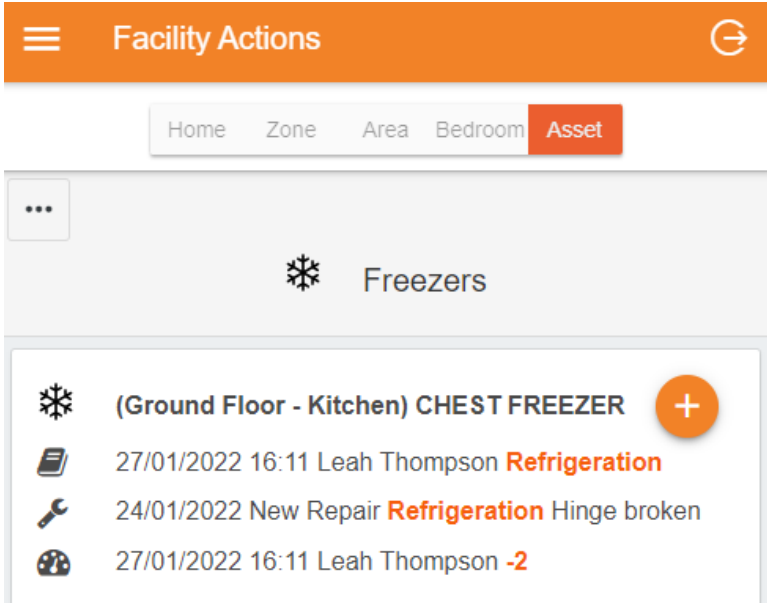 Facility Actions
Home Zone Area Bedroom Asset
Freezers
(Ground Floor - Kitchen) CHEST FREEZER
27/01/2022 16:11 Leah Thompson Refrigeration
24/01/2022 New Repair Refrigeration Hinge broken
27/01/2022 16:11 Leah Thompson -2